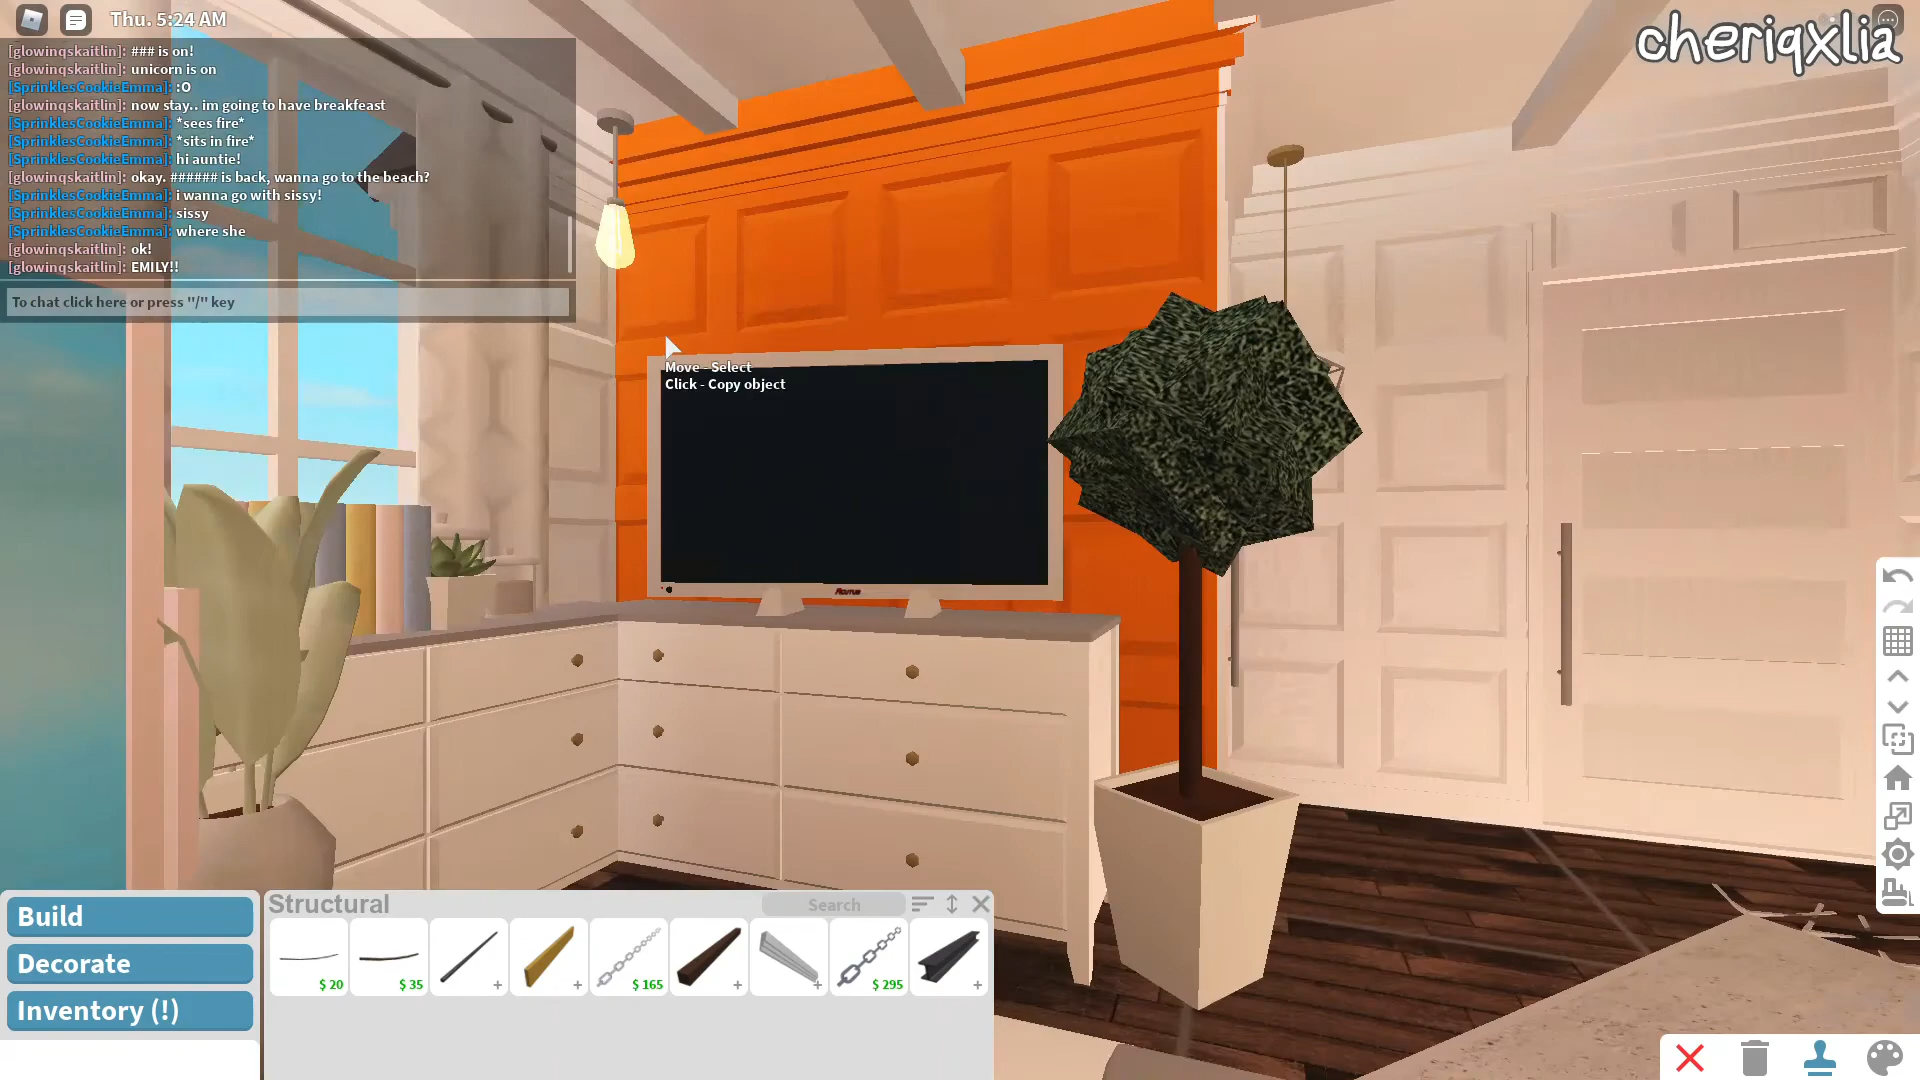 Thu. 5:24 AM
cheriqxlia
[glowinqskaitlin]: ### is on!
[glowinqskaitlin]: unicorn is on
[SprinklesCookieEmma]: :O
[glowinqskaitlin]: now stay.. im going to have breakfeast
[SprinklesCookieEmma]: *sees fire*
[SprinklesCookieEmma]: *sits in fire*
[SprinklesCookieEmma]: hi auntie!
[glowinqskaitlin]: okay. ###### is back, wanna go to the beach?
[SprinklesCookieEmma]: i wanna go with sissy!
[SprinklesCookieEmma]: sissy
[SprinklesCookieEmma]: where she
[glowinqskaitlin]: ok!
[glowinqskaitlin]: EMILY!!
To chat click here or press "/" key
Move - Select
Click - Copy object
Build
Decorate
Inventory (!)
Structural
Search
$ 20
$ 35
$ 165
$ 295